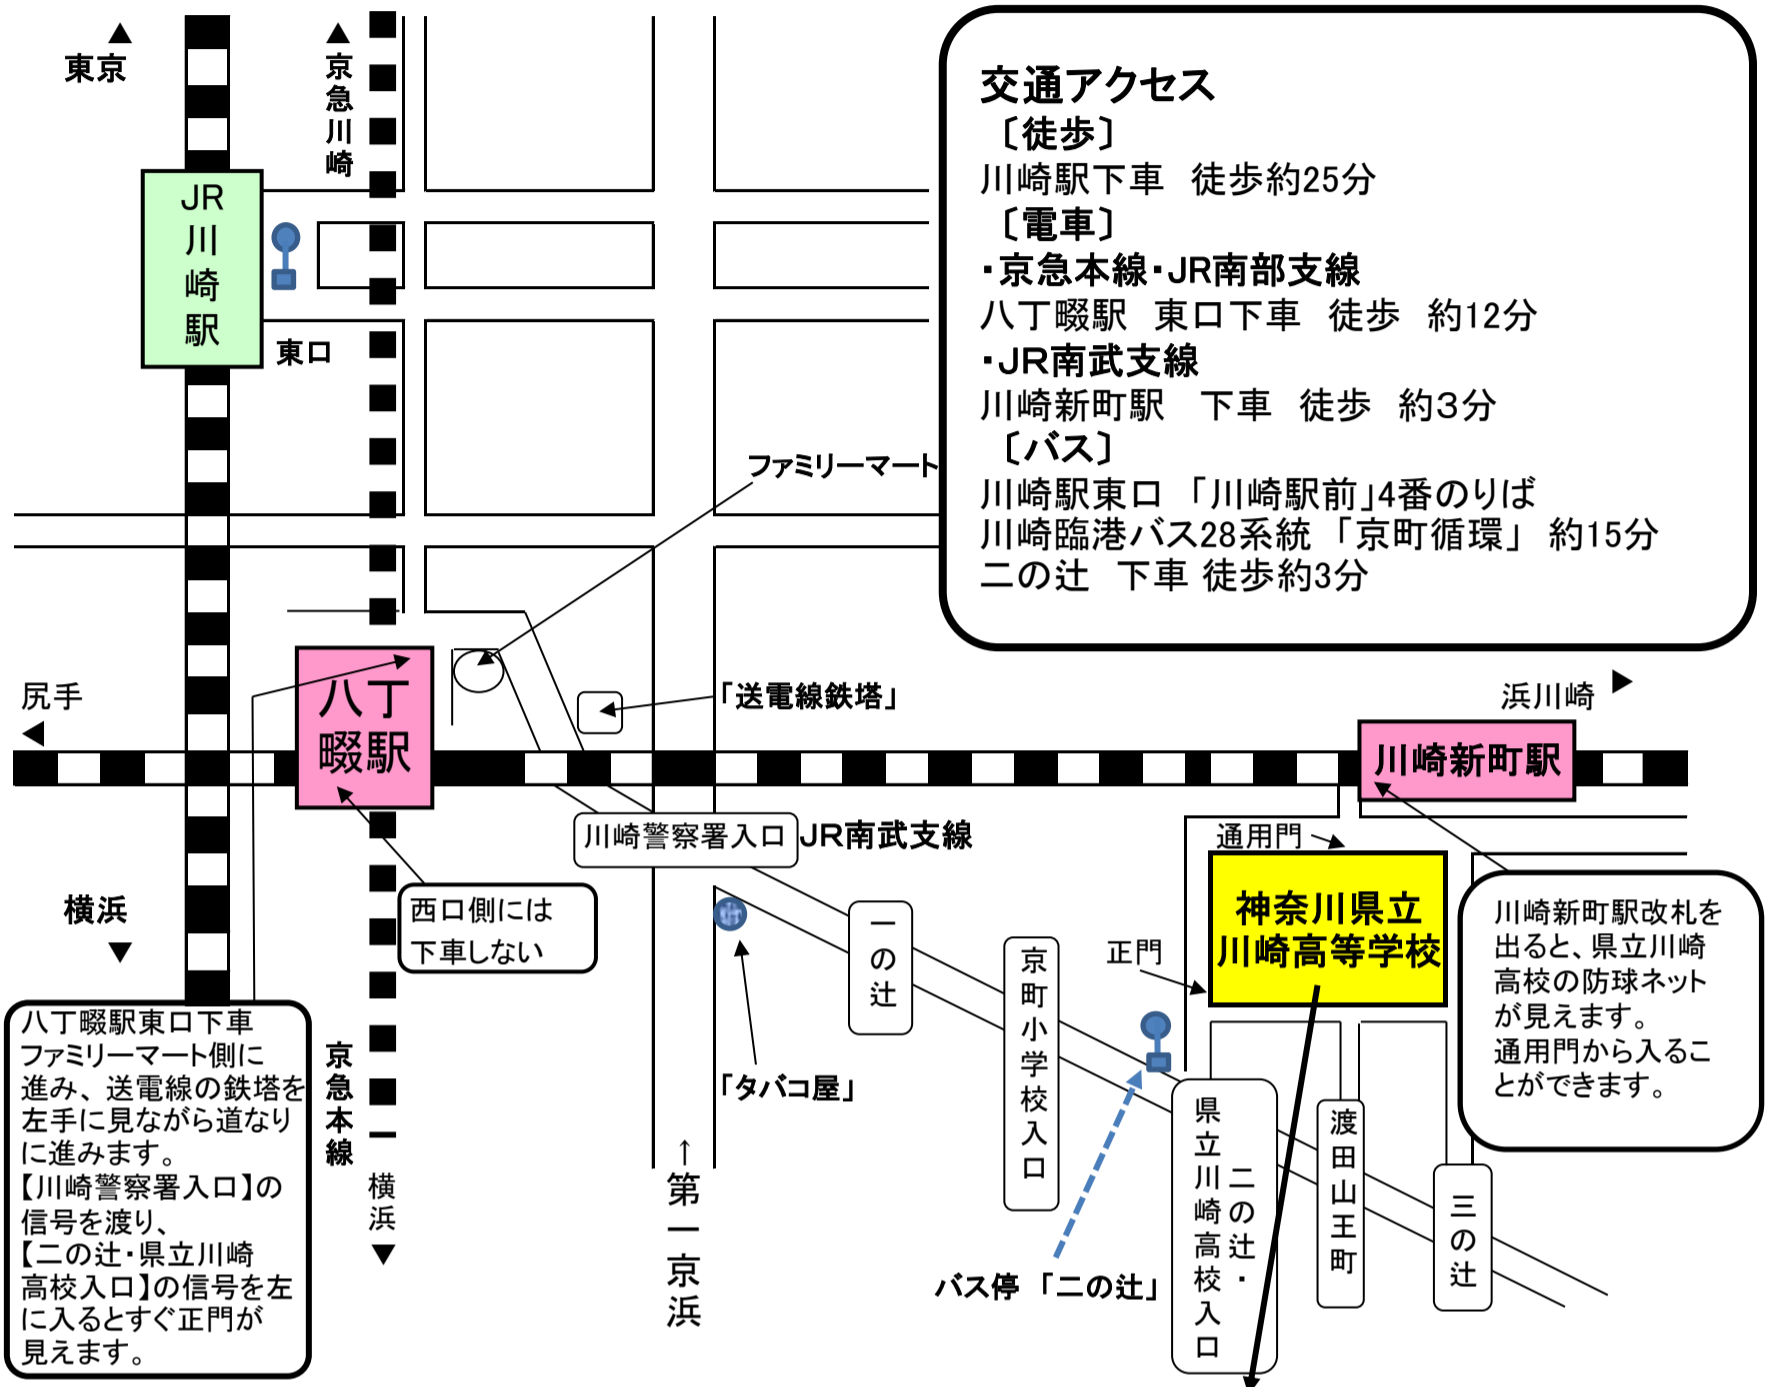 東京
京急川崎
JR川崎駅
東口
交通アクセス
〔徒歩〕
川崎駅下車　徒歩約25分
〔電車〕
・京急本線・JR南部支線
八丁畷駅　東口下車　徒歩　約12分
・JR南武支線
川崎新町駅　下車　徒歩　約3分
〔バス〕
川崎駅東口　「川崎駅前」4番のりば
川崎臨港バス28系統　「京町循環」　約15分
二の辻　下車　徒歩約3分
ファミリーマート
尻手
八丁
畷駅
「送電線鉄塔」
浜川崎
川崎新町駅
川崎警察署入口
JR南武支線
通用門
横浜
西口側には
下車しない
一の辻
京町小学校入口
正門
神奈川県立
川崎高等学校
川崎新町駅改札を
出ると、県立川崎
高校の防球ネット
が見えます。
通用門から入るこ
とができます。
八丁畷駅東口下車
ファミリーマート側に
進み、送電線の鉄塔を
左手に見ながら道なり
に進みます。
【川崎警察署入口】の
信号を渡り、
【二の辻・県立川崎
高校入口】の信号を左
に入るとすぐ正門が
見えます。
京急本線
横浜
「タバコ屋」
↑第一京浜
バス停　「二の辻」
二の辻・
県立川崎高校入口
渡田山王町
三の辻